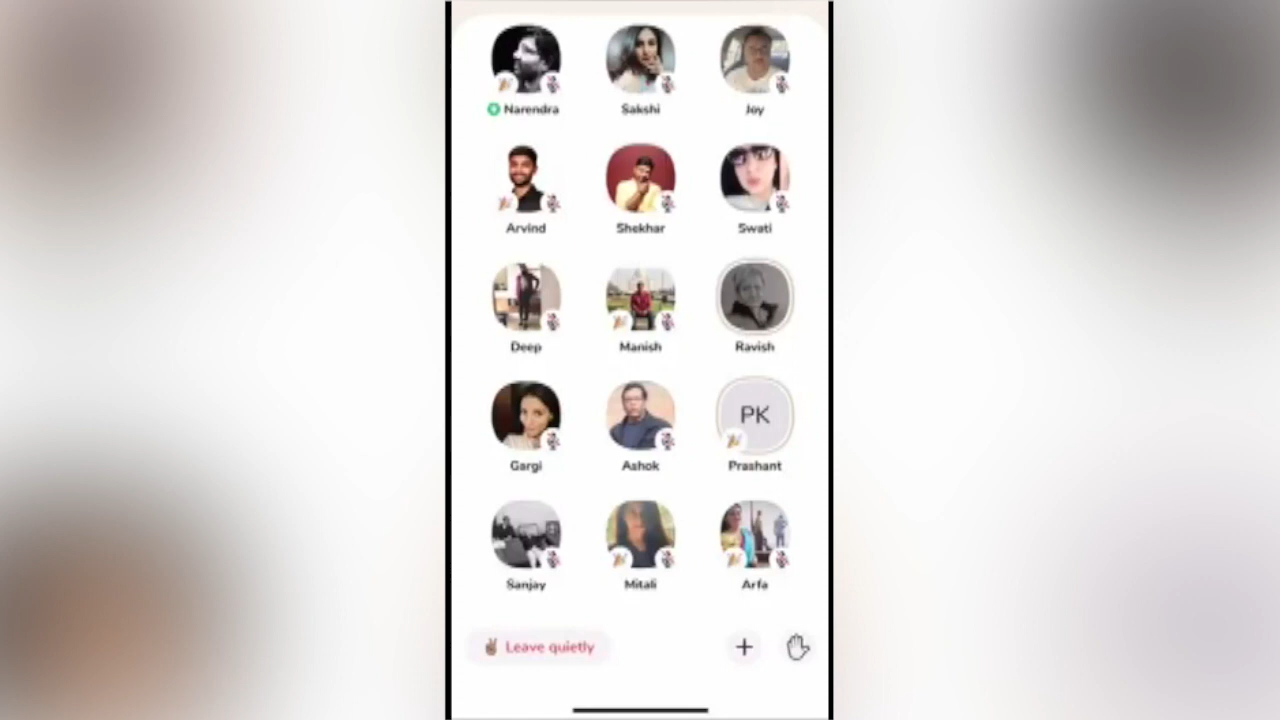 Narendra Sakshi Joy
Arvind Shekhar Swati
Deep Manish Ravish
PK
Gargi Ashok Prashant
Sanjay Mitali Arfa
Leave quietly